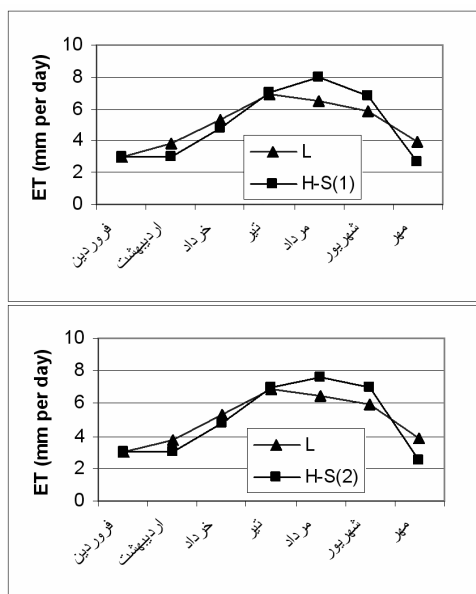 10
8
6
4
2
0
ET (mm per day)
L
H-S(1)
فروردین
اردیبهشت
خرداد
تیر
مرداد
شهریور
مهر
10
8
6
4
2
0
ET (mm per day)
L
H-S(2)
فروردین
اردیبهشت
خرداد
تیر
مرداد
شهریور
مهر